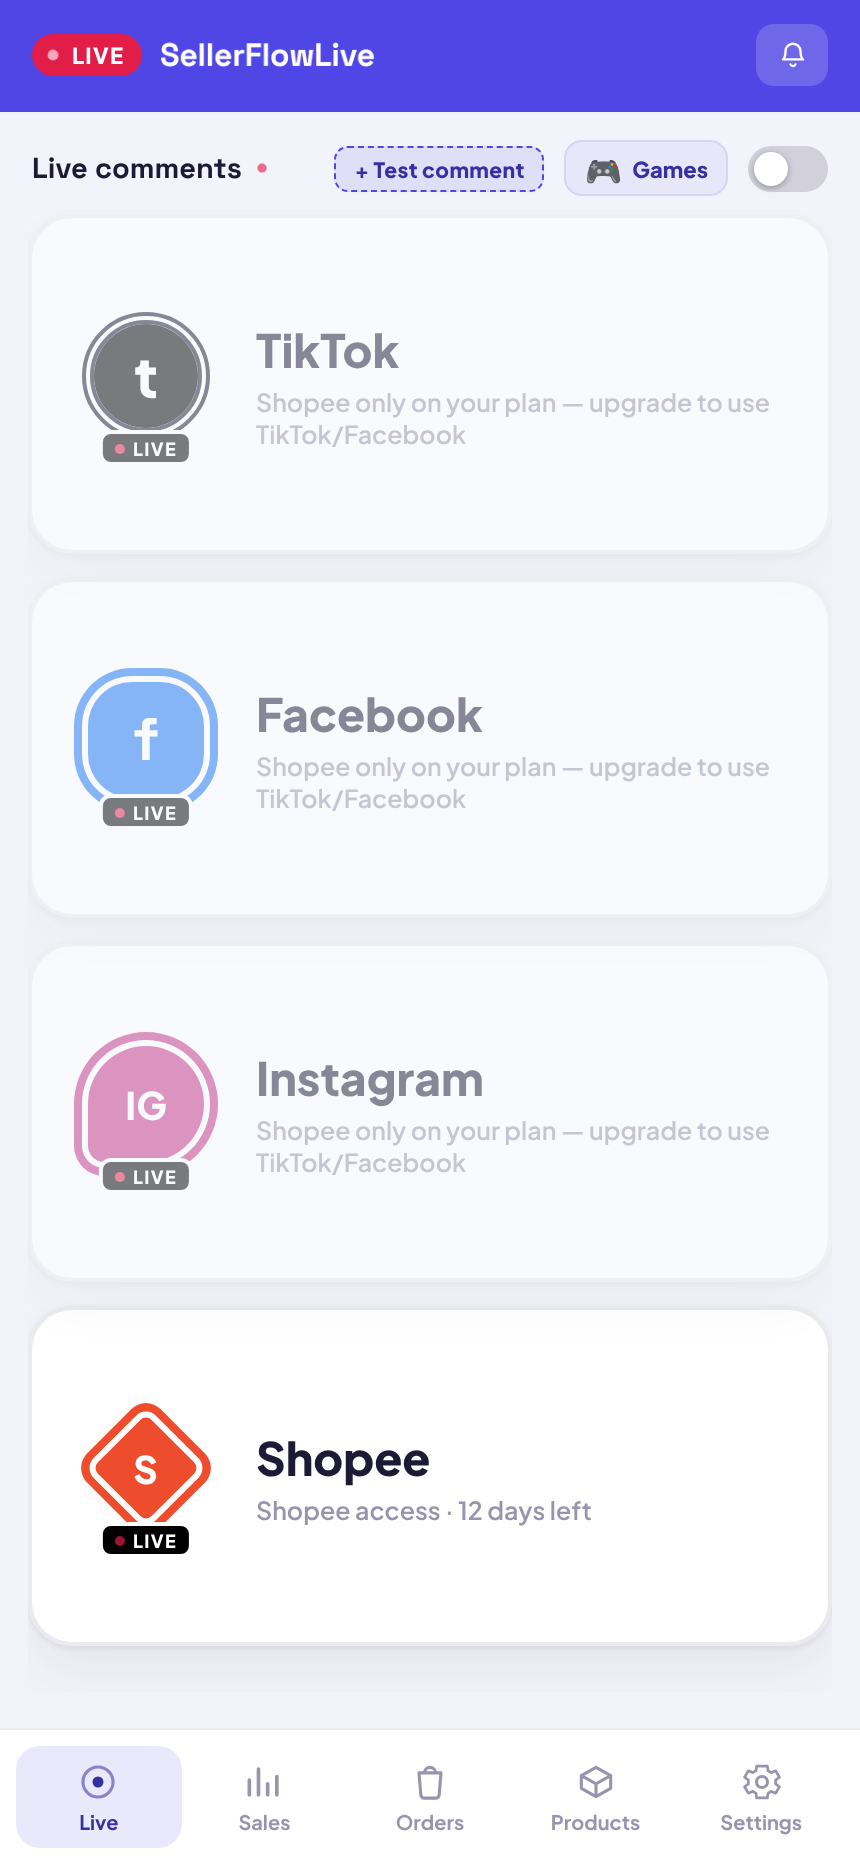 LIVE SellerFlowLive
Live comments + Test comment Games
t
LIVE
TikTok
Shopee only on your plan — upgrade to use
TikTok/Facebook
f
LIVE
Facebook
Shopee only on your plan — upgrade to use
TikTok/Facebook
IG
LIVE
Instagram
Shopee only on your plan — upgrade to use
TikTok/Facebook
S
LIVE
Shopee
Shopee access · 12 days left
Live Sales Orders Products Settings